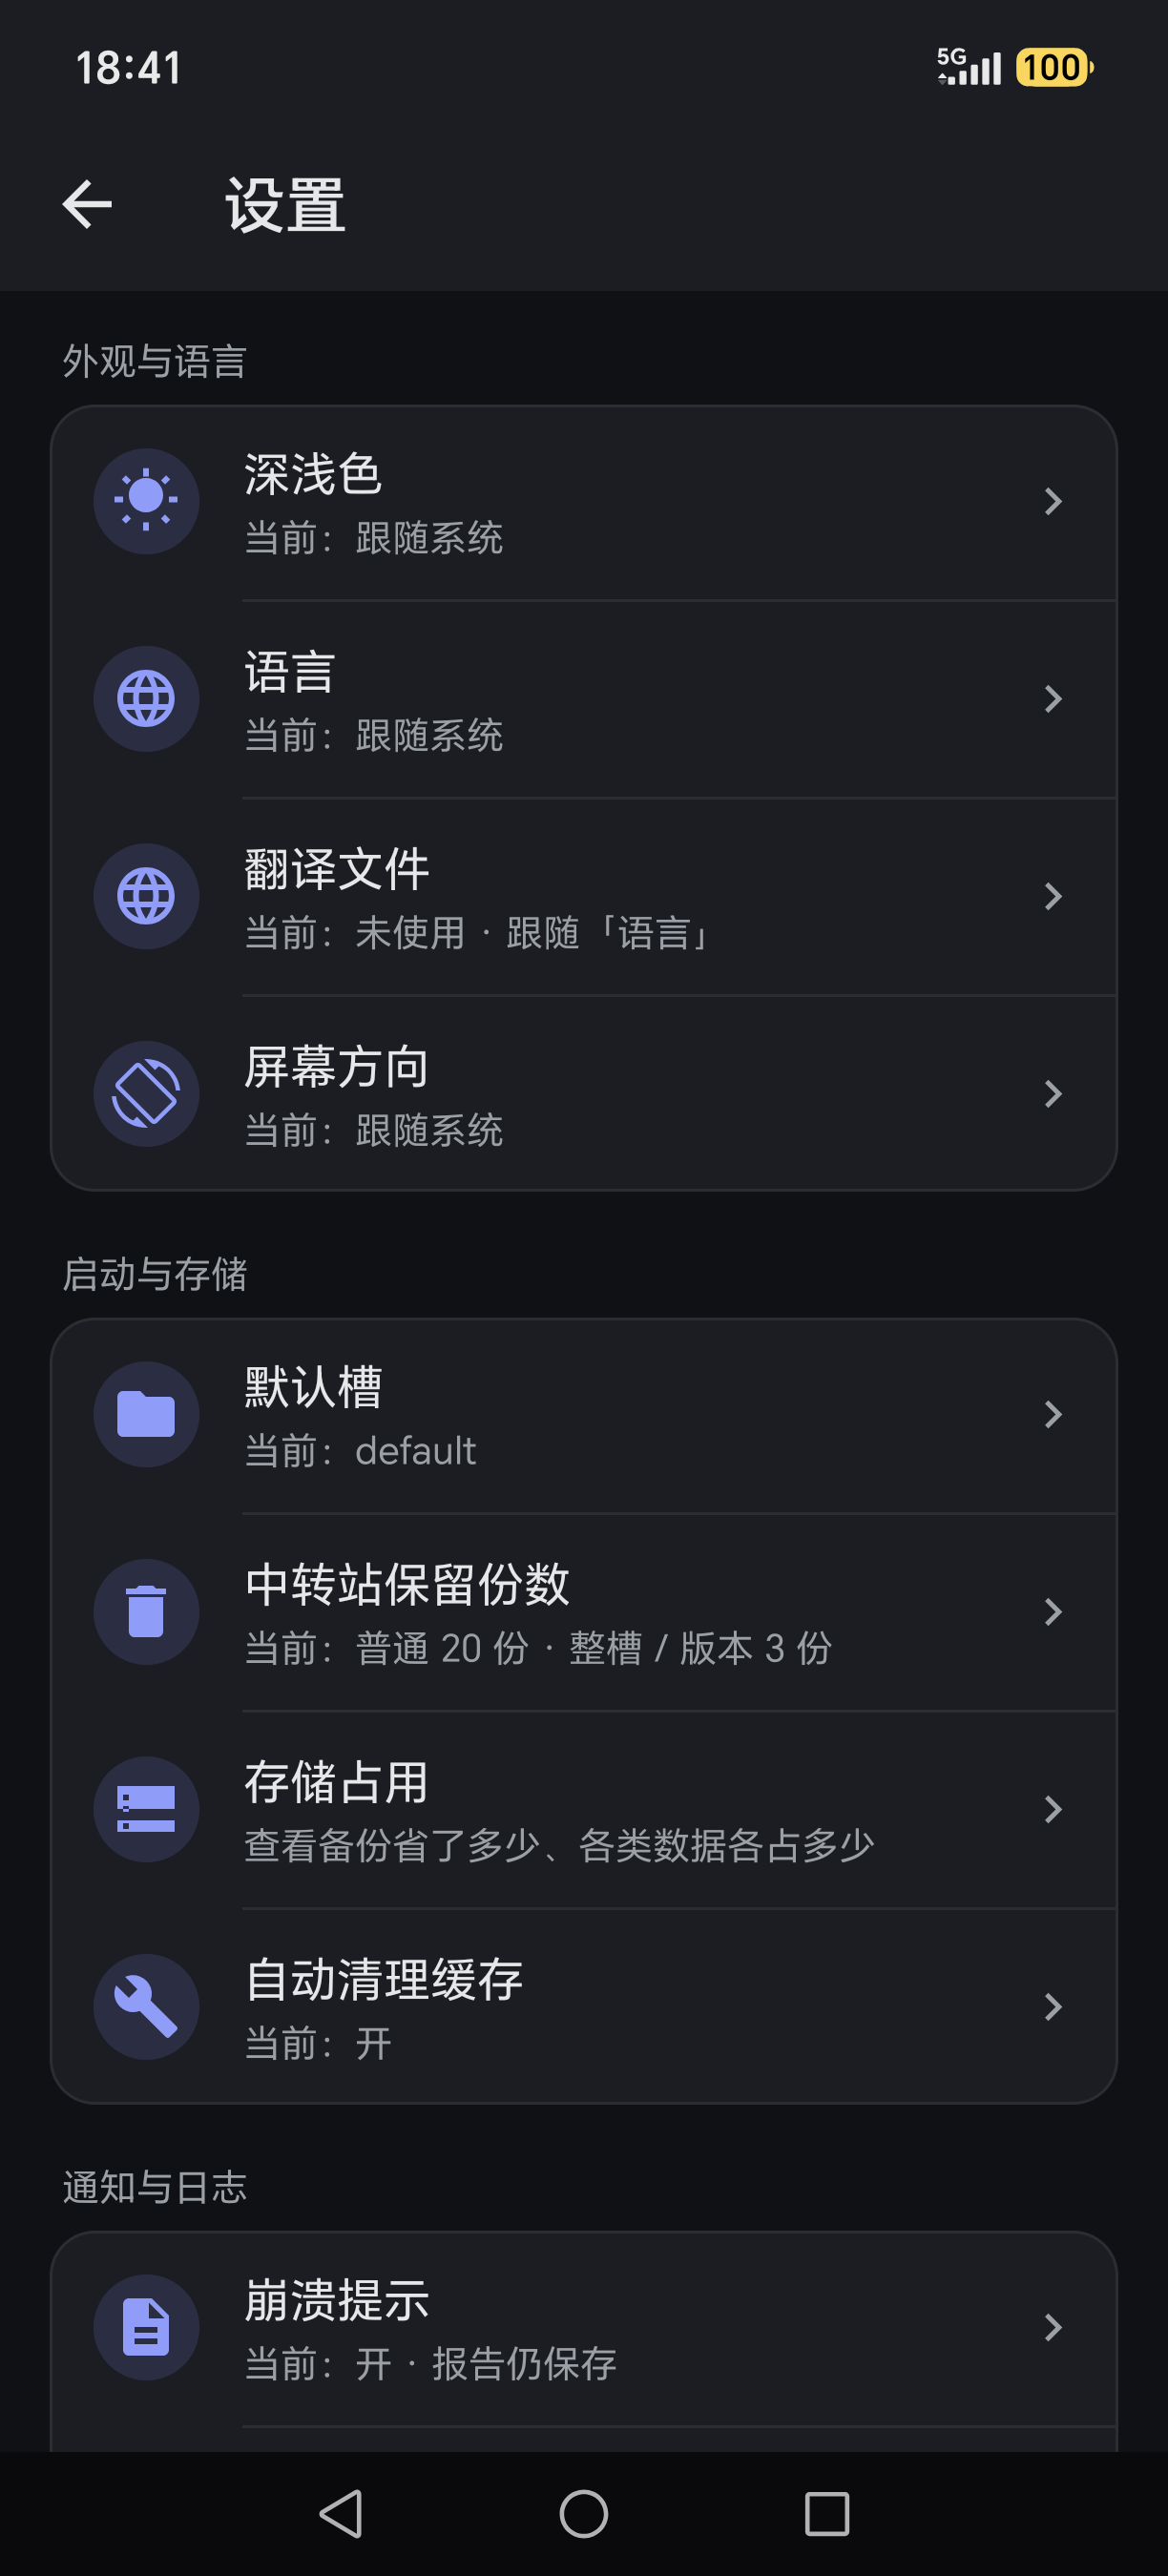 18:41
5G
100
设置
外观与语言
深浅色
当前：跟随系统
语言
当前：跟随系统
翻译文件
当前：未使用 · 跟随「语言」
屏幕方向
当前：跟随系统
启动与存储
默认槽
当前：default
中转站保留份数
当前：普通 20 份 · 整槽 / 版本 3 份
存储占用
查看备份省了多少、各类数据各占多少
自动清理缓存
当前：开
通知与日志
崩溃提示
当前：开 · 报告仍保存